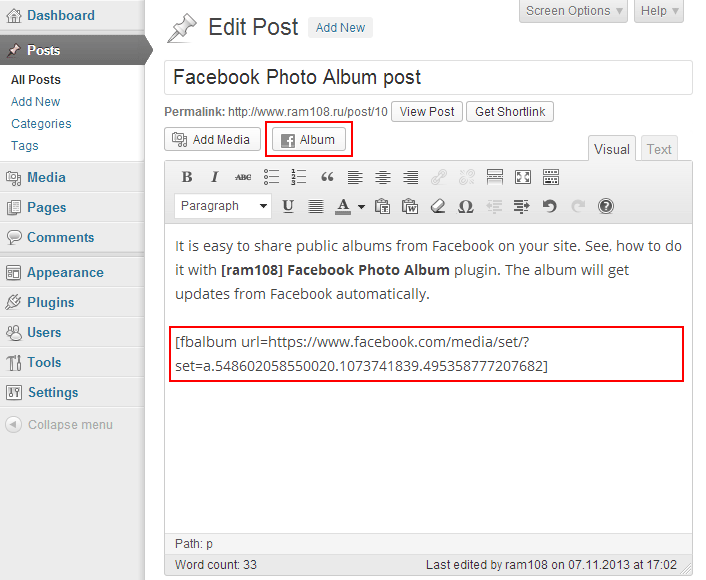 Dashboard
Posts
All Posts
Add New
Categories
Tags
Media
Pages
Comments
Appearance
Plugins
Users
Tools
Settings
Collapse menu
Screen Options Help
Edit Post Add New
Facebook Photo Album post
Permalink: http://www.ram108.ru/post/10 View Post Get Shortlink
Add Media Album
Visual Text
B I ABC
Paragraph U A
It is easy to share public albums from Facebook on your site. See, how to do
it with [ram108] Facebook Photo Album plugin. The album will get
updates from Facebook automatically.
[fbalbum url=https://www.facebook.com/media/set/?
set=a.548602058550020.1073741839.495358777207682]
Path: p
Word count: 33 Last edited by ram108 on 07.11.2013 at 17:02